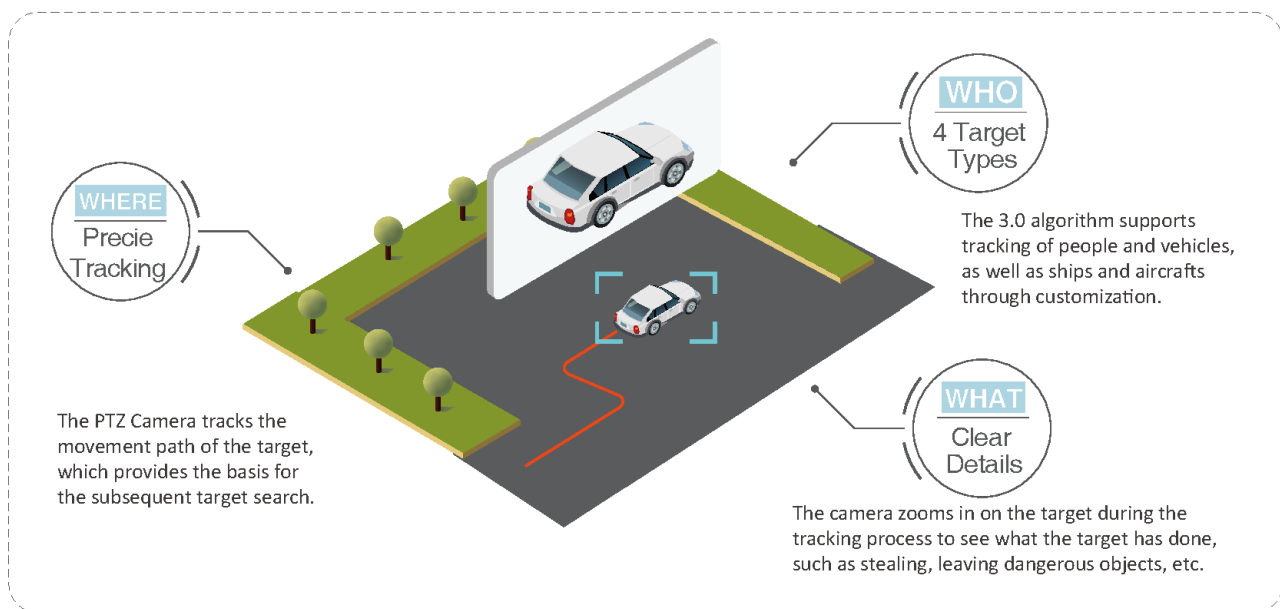 WHERE
Precie
Tracking
The PTZ Camera tracks the
movement path of the target,
which provides the basis for
the subsequent target search.
WHO
4 Target
Types
The 3.0 algorithm supports
tracking of people and vehicles,
as well as ships and aircrafts
through customization.
WHAT
Clear
Details
The camera zooms in on the target during the
tracking process to see what the target has done,
such as stealing, leaving dangerous objects, etc.